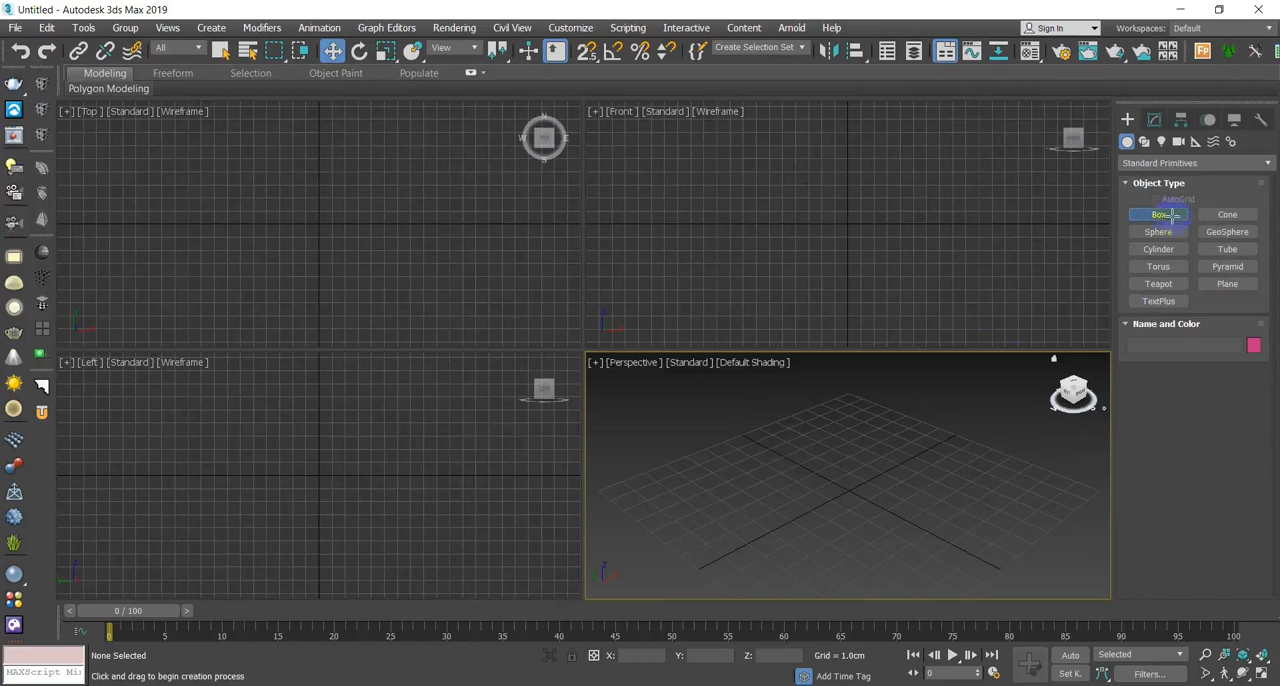 Untitled - Autodesk 3ds Max 2019
File Edit Tools Group Views Create Modifiers Animation Graph Editors Rendering Civil View Customize Scripting Interactive Content Arnold Help
Sign In Workspaces: Default
All View Create Selection Set
Modeling Freeform Selection Object Paint Populate
Polygon Modeling
[+] [Top ] [Standard ] [Wireframe ]
[+] [Front ] [Standard ] [Wireframe ]
N
W E
S
Standard Primitives
Object Type
AutoGrid
Box Cone
Sphere GeoSphere
Cylinder Tube
Torus Pyramid
Teapot Plane
TextPlus
Name and Color
[+] [Left ] [Standard ] [Wireframe ]
[+] [Perspective ] [Standard ] [Default Shading ]
0 / 100
0 5 10 15 20 25 30 35 40 45 50 55 60 65 70 75 80 85 90 95 100
None Selected X: Y: Z: Grid = 1.0cm Auto Selected
MAXScript Mi Click and drag to begin creation process Add Time Tag 0 Set K. Filters...